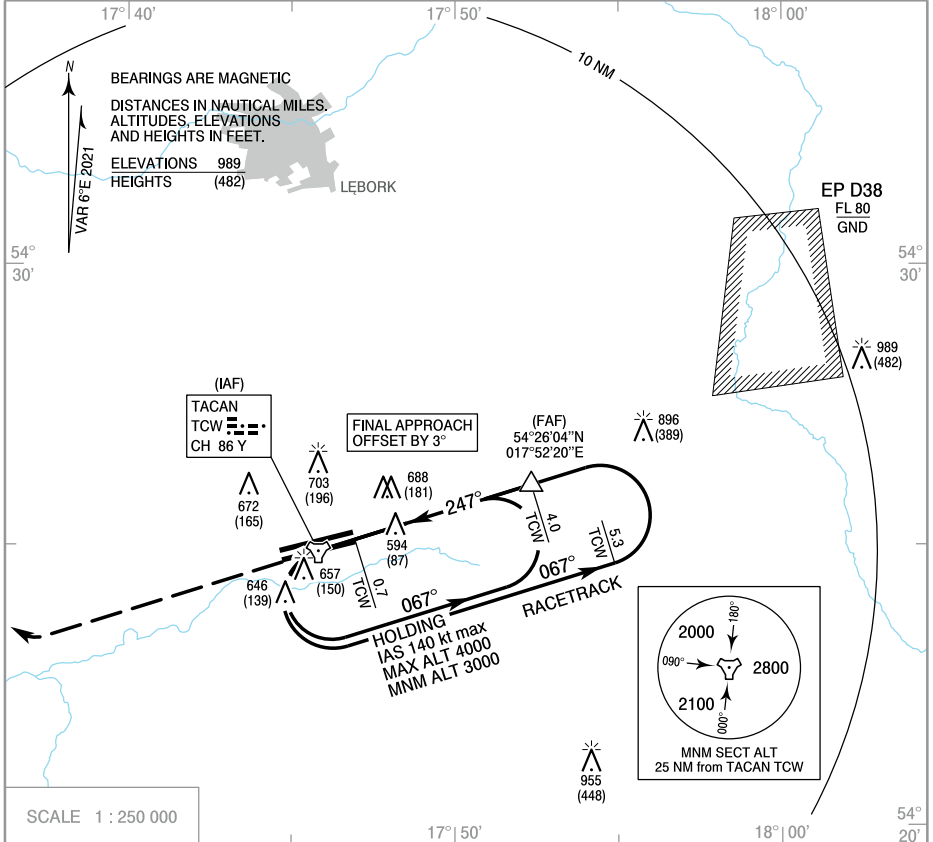 17° 40'
17° 50'
18° 00'
10 NM
N
VAR 6°E 2021
BEARINGS ARE MAGNETIC
DISTANCES IN NAUTICAL MILES.
ALTITUDES, ELEVATIONS
AND HEIGHTS IN FEET.
ELEVATIONS 989
HEIGHTS (482)
LĘBORK
EP D38
FL 80
GND
54°
30'
54°
30'
989
(482)
(IAF)
TACAN
TCW
CH 86 Y
FINAL APPROACH
OFFSET BY 3°
(FAF)
54°26'04"N
017°52'20"E
896
(389)
703
(196)
688
(181)
672
(165)
594
(87)
247°
4.0
TCW
5.3
TCW
0.7
TCW
657
(150)
646
(139)
067°
067°
RACETRACK
HOLDING
IAS 140 kt max
MAX ALT 4000
MNM ALT 3000
180°
2000
090°
2800
2100
000°
MNM SECT ALT
25 NM from TACAN TCW
955
(448)
SCALE 1 : 250 000
17° 50'
18° 00'
54°
20'